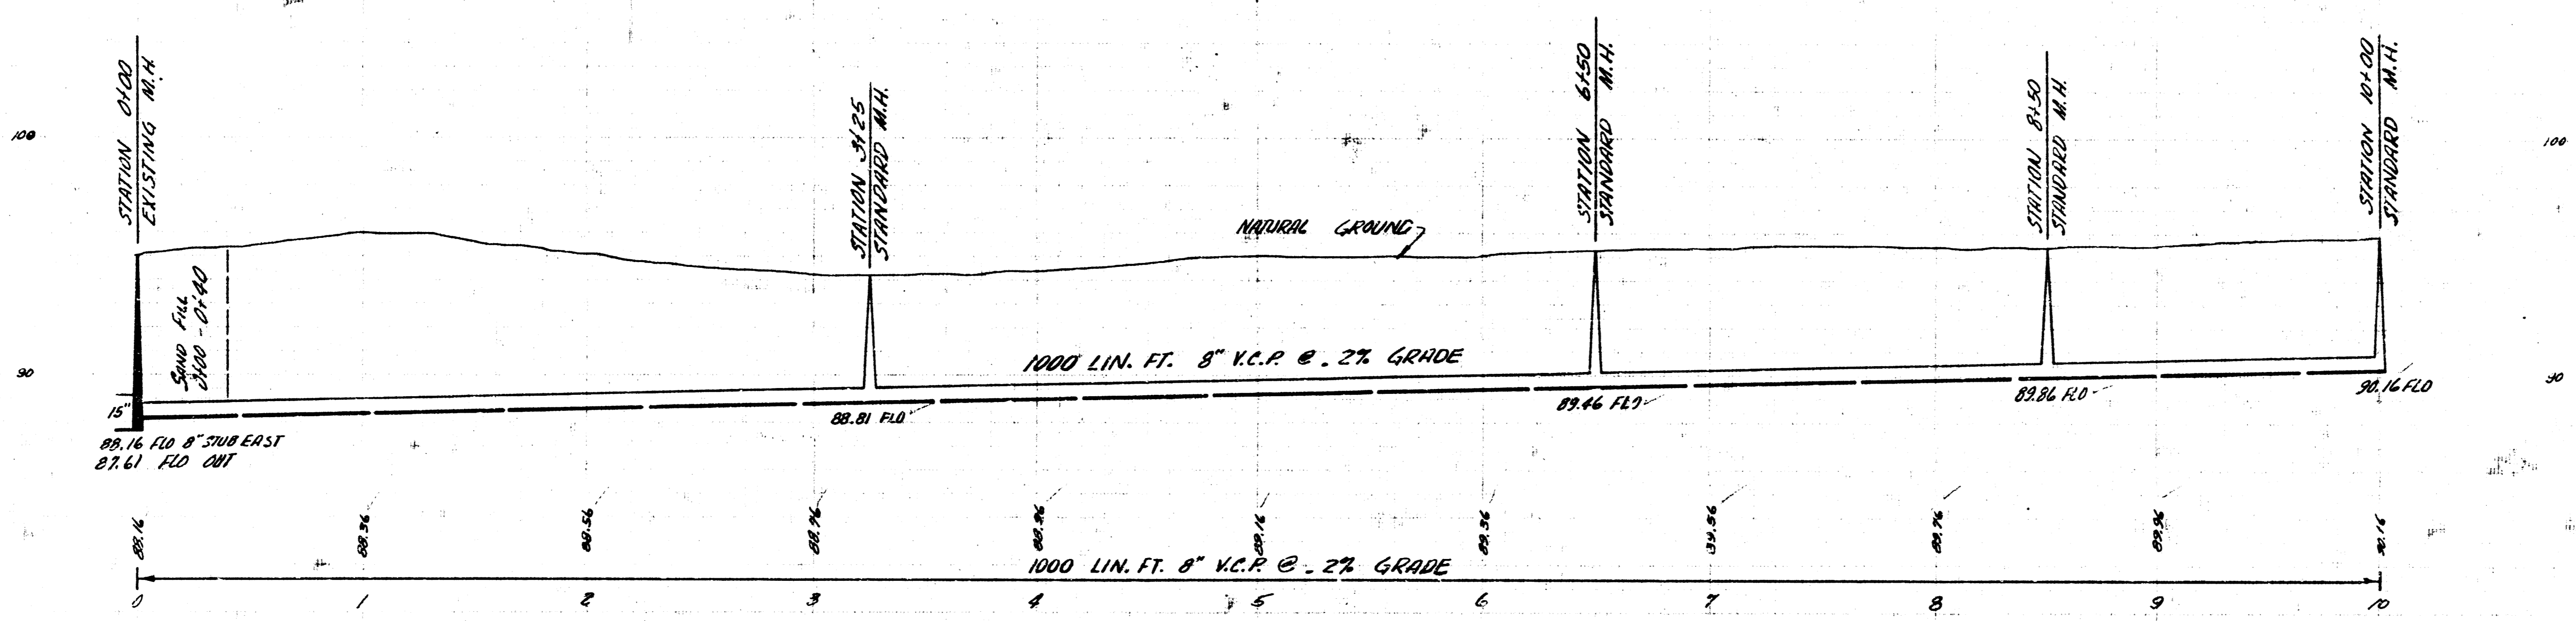 STATION 0+00
EXISTING M.H.
STATION 3+25
STANDARD M.H.
STATION 6+50
STANDARD M.H.
STATION 8+50
STANDARD M.H.
STATION 10+00
STANDARD M.H.
100
100
NATURAL GROUND
SAND FILL
0+00 - 0+40
1000 LIN. FT. 8" V.C.P. @ .2% GRADE
90
90
15"
88.16 FLO 8" STUB EAST
87.61 FLO OUT
88.81 FLO
89.46 FLO
89.86 FLO
90.16 FLO
88.16 88.36 88.56 88.76 88.96 89.16 89.36 89.56 89.76 89.96 90.16
1000 LIN. FT. 8" V.C.P. @ .2% GRADE
0 1 2 3 4 5 6 7 8 9 10